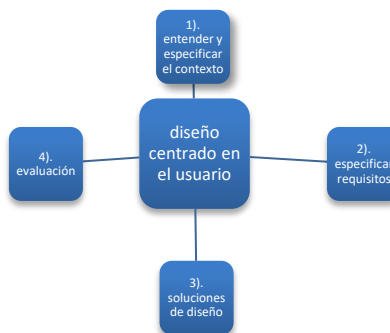 1).
entender y
especificar
el contexto
diseño
centrado en
el usuario
2).
especificar
requisitos
3).
soluciones
de diseño
4).
evaluación